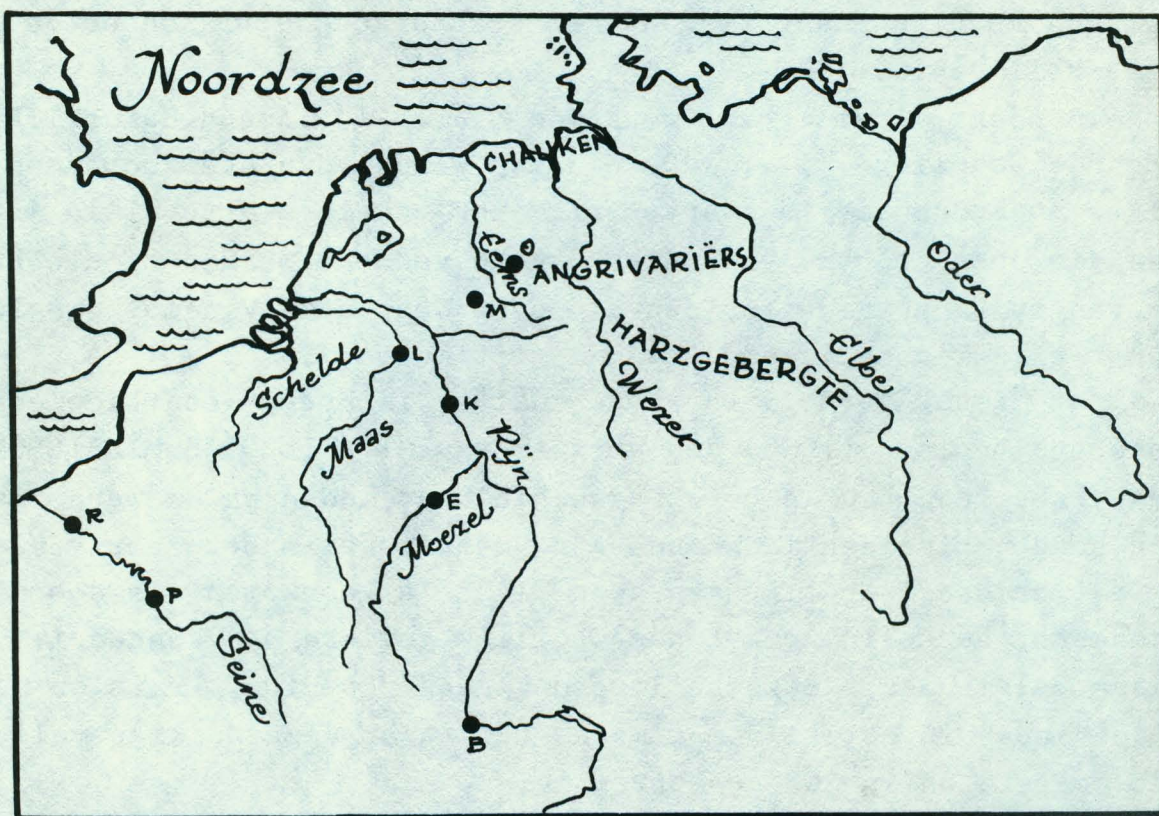 Noordzee
CHAUKEN
Eems
ANGRIVARIËRS
Oder
M
HARZGEBERGTE
Elbe
L
Schelde
Wezer
K
Maas
Rijn
R
E
Moezel
P
Seine
B